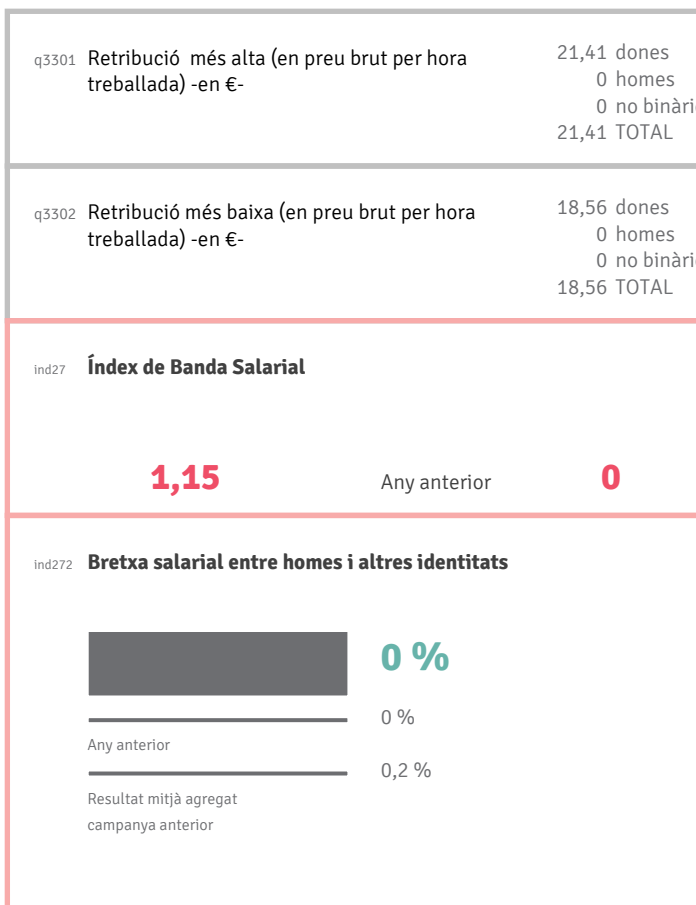 q3301 Retribució més alta (en preu brut per hora
treballada) -en €-
21,41 dones
0 homes
0 no binàri
21,41 TOTAL
q3302 Retribució més baixa (en preu brut per hora
treballada) -en €-
18,56 dones
0 homes
0 no binàri
18,56 TOTAL
ind27 Índex de Banda Salarial
1,15 Any anterior 0
ind272 Bretxa salarial entre homes i altres identitats
0 %
0 %
Any anterior
0,2 %
Resultat mitjà agregat
campanya anterior